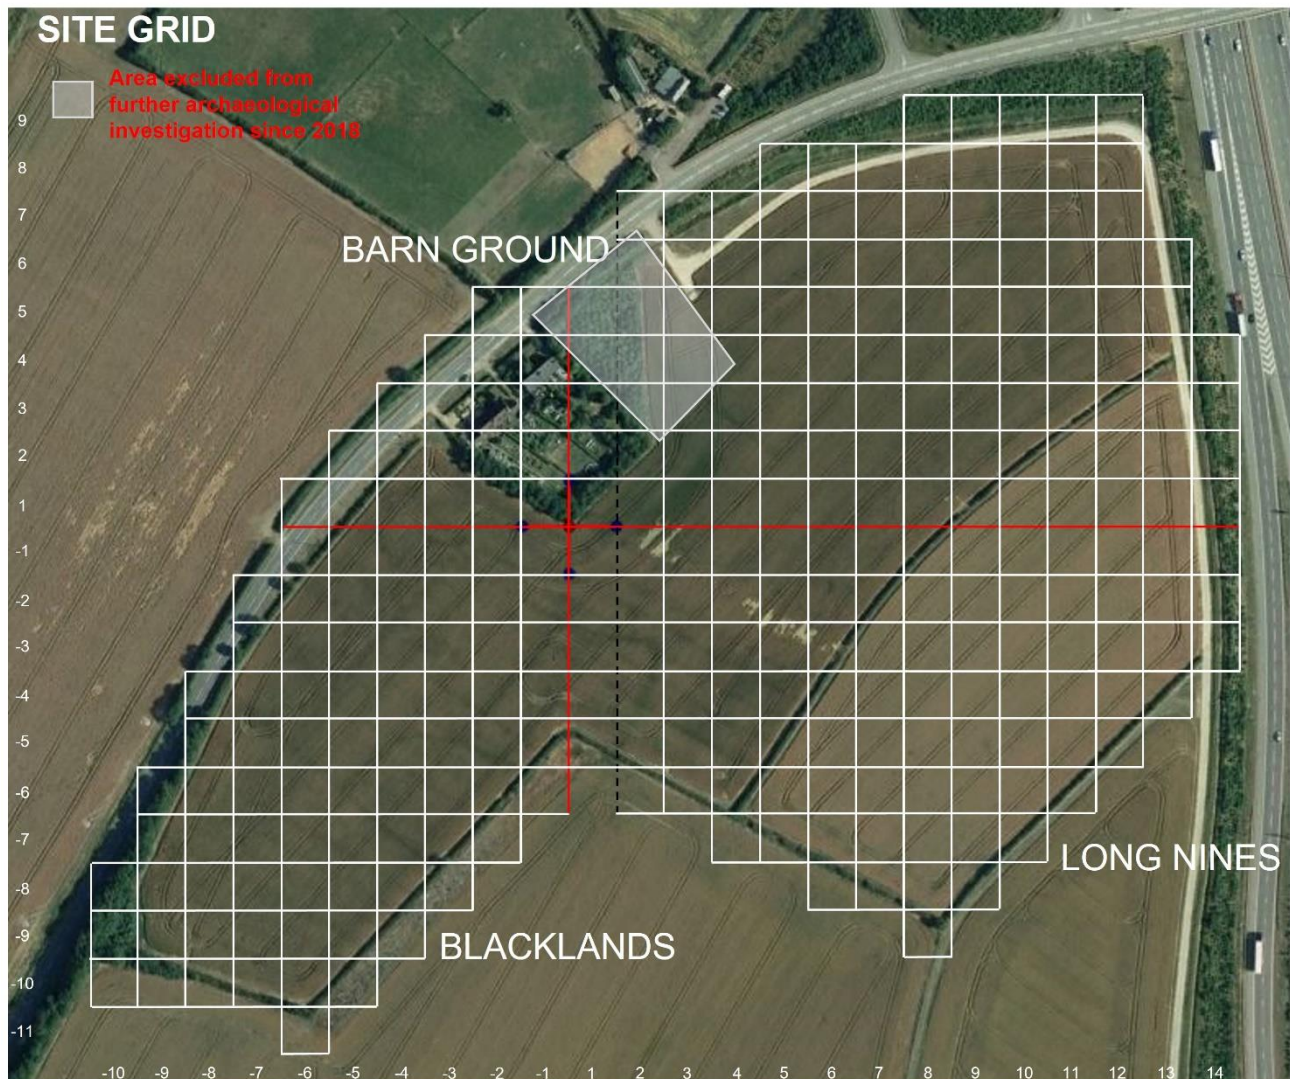 SITE GRID
Area excluded from
further archaeological
investigation since 2018
9
8
7
BARN GROUND
6
5
4
3
2
1
-1
-2
-3
-4
-5
-6
-7
LONG NINES
-8
-9
BLACKLANDS
-10
-11
-10 -9 -8 -7 -6 -4 -3 -2 -1 1 2 3 4 5 6 7 8 9 10 11 12 13 14